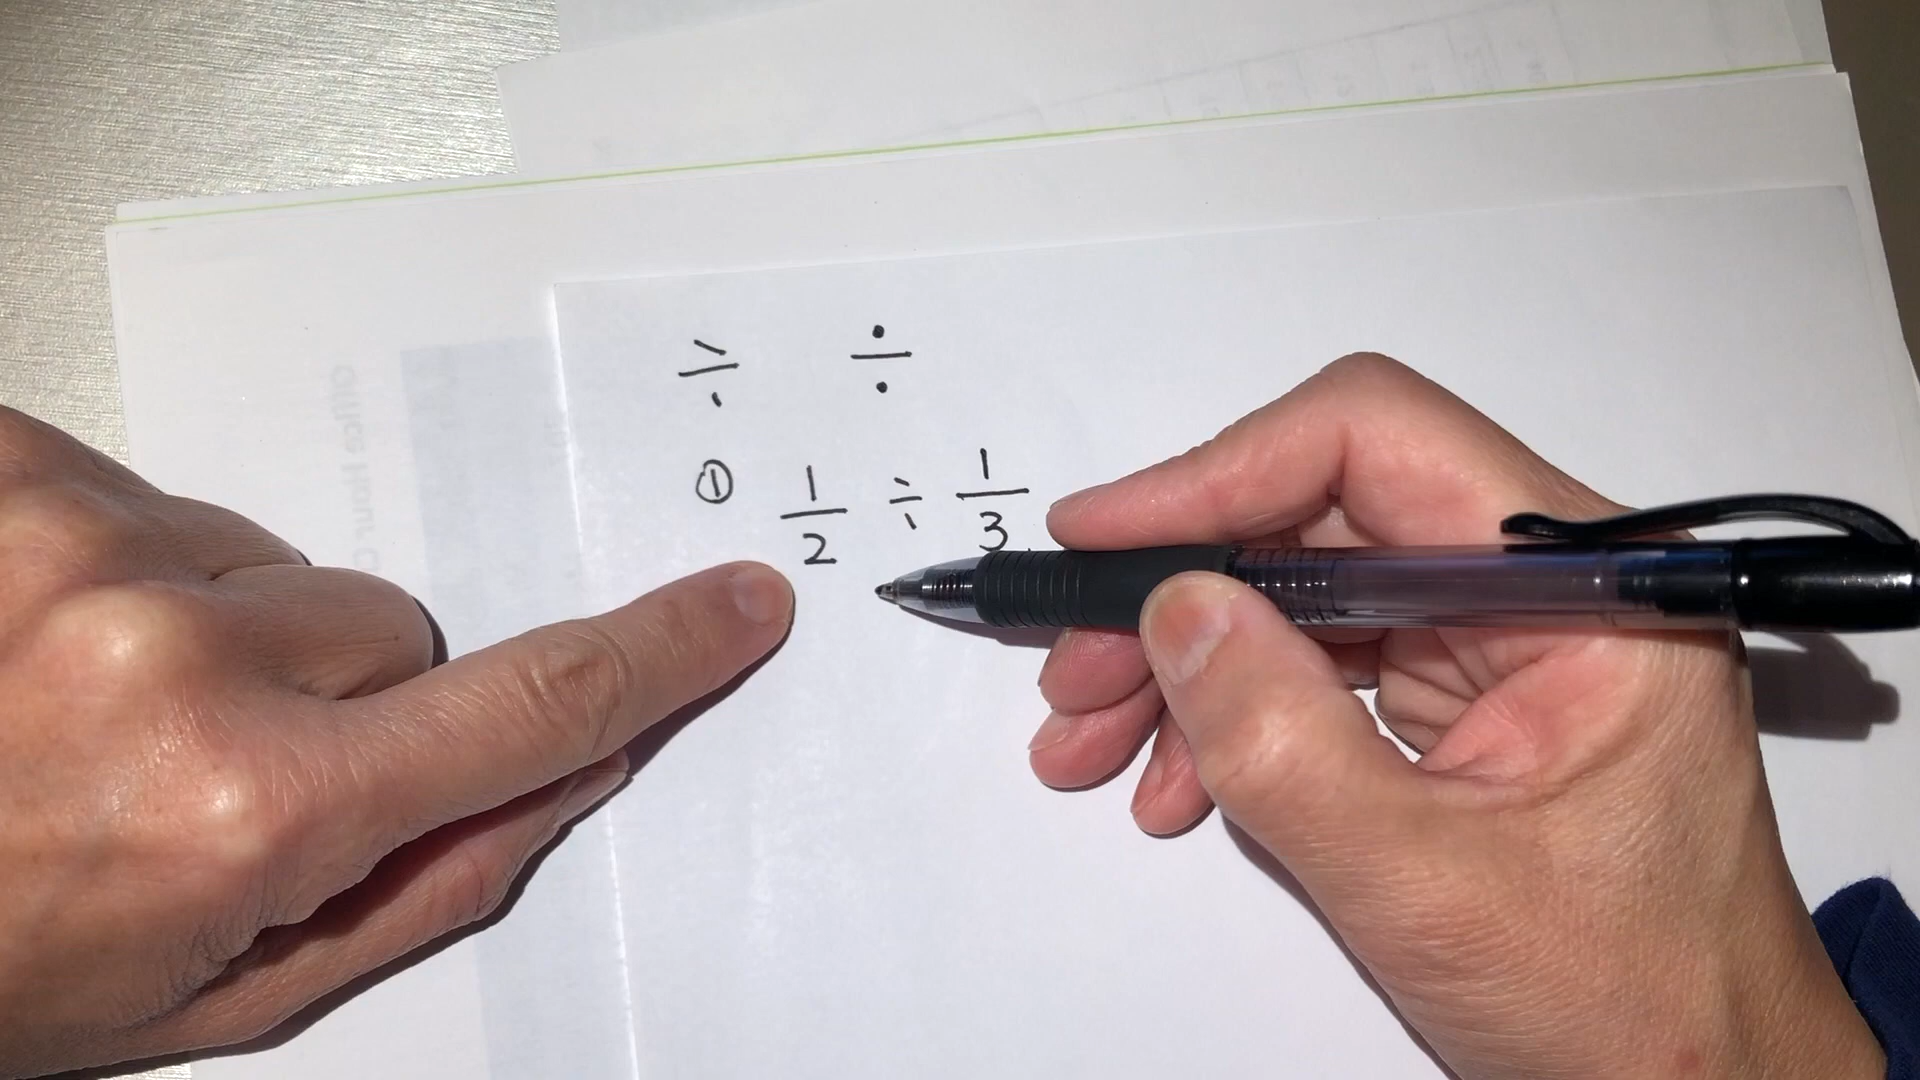 ÷ ÷
① 1/2 ÷ 1/3